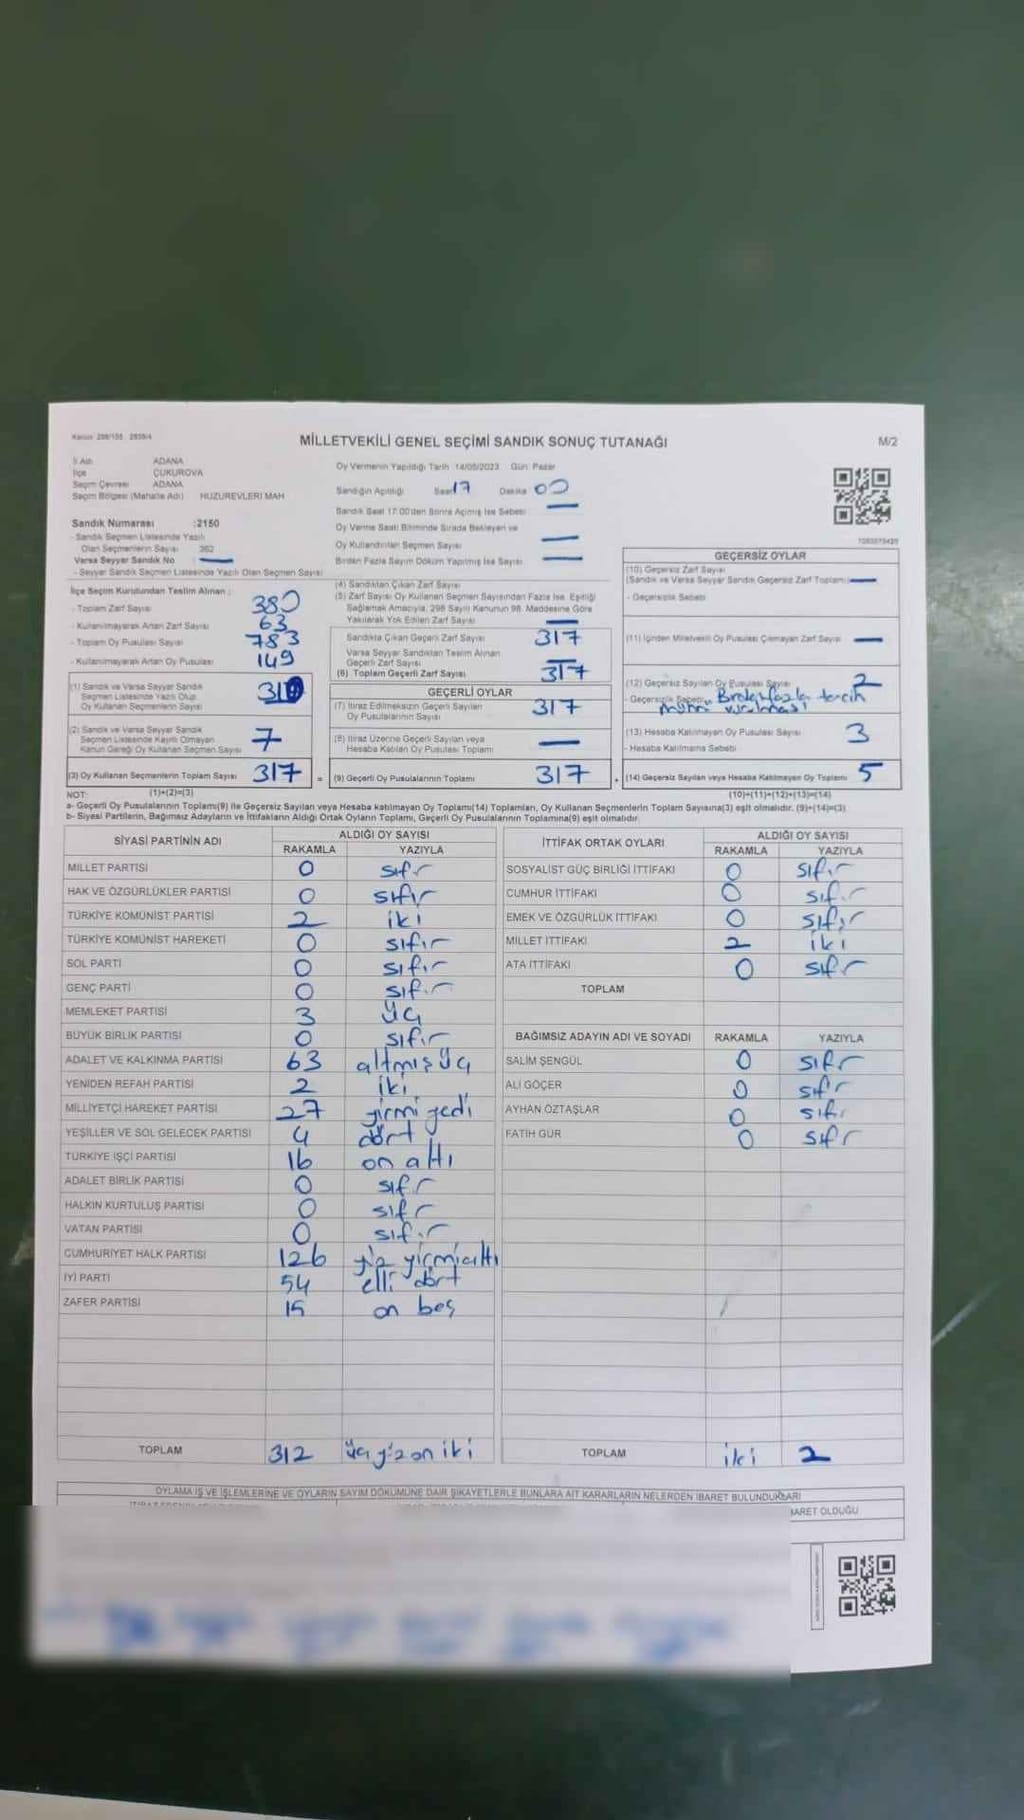 Kanun: 298/105 2839/4
MİLLETVEKİLİ GENEL SEÇİMİ SANDIK SONUÇ TUTANAĞI
M/2
İl Adı ADANA
İlçe ÇUKUROVA
Seçim Çevresi ADANA
Seçim Bölgesi (Mahalle Adı) HUZUREVLERİ MAH
Sandık Numarası :2150
- Sandık Seçmen Listesinde Yazılı
Olan Seçmenlerin Sayısı 362
Varsa Seyyar Sandık No
- Seyyar Sandık Seçmen Listesinde Yazılı Olan Seçmen Sayısı
İlçe Seçim Kurulundan Teslim Alınan :
- Toplam Zarf Sayısı 380
- Kullanılmayarak Artan Zarf Sayısı 63
- Toplam Oy Pusulası Sayısı 783
- Kullanılmayarak Artan Oy Pusulası 149
(1) Sandık ve Varsa Seyyar Sandık
Seçmen Listesinde Yazılı Olup
Oy Kullanan Seçmenlerin Sayısı
(2) Sandık ve Varsa Seyyar Sandık
Seçmen Listesinde Kayıtlı Olmayan
Kanun Gereği Oy Kullanan Seçmen Sayısı 7
(3) Oy Kullanan Seçmenlerin Toplam Sayısı 317
(1)+(2)=(3)
Oy Vermenin Yapıldığı Tarih 14/05/2023 Gün: Pazar
Sandığın Açıldığı Saat 17 Dakika 00
Sandık Saat 17:00'den Sonra Açılmış İse Sebebi
Oy Verme Saati Bitiminde Sırada Bekleyen ve
Oy Kullandırılan Seçmen Sayısı
Birden Fazla Sayım Döküm Yapılmış İse Sayısı
(4) Sandıktan Çıkan Zarf Sayısı
(5) Zarf Sayısı Oy Kullanan Seçmen Sayısından Fazla İse, Eşitliği
Sağlamak Amacıyla, 298 Sayılı Kanunun 98. Maddesine Göre
Yakılarak Yok Edilen Zarf Sayısı
Sandıkta Çıkan Geçerli Zarf Sayısı 317
Varsa Seyyar Sandıktan Teslim Alınan
Geçerli Zarf Sayısı
(6) Toplam Geçerli Zarf Sayısı 317
GEÇERLİ OYLAR
(7) İtiraz Edilmeksizin Geçerli Sayılan
Oy Pusulalarının Sayısı 317
(8) İtiraz Üzerine Geçerli Sayılan veya
Hesaba Katılan Oy Pusulası Toplamı
= (9) Geçerli Oy Pusulalarının Toplamı 317 +
GEÇERSİZ OYLAR
(10) Geçersiz Zarf Sayısı
(Sandık ve Varsa Seyyar Sandık Geçersiz Zarf Toplamı)
- Geçersizlik Sebebi
(11) İçinden Milletvekili Oy Pusulası Çıkmayan Zarf Sayısı
(12) Geçersiz Sayılan Oy Pusulası Sayısı 2
- Geçersizlik Sebebi Birden fazla tercih
mührü vurulması
(13) Hesaba Katılmayan Oy Pusulası Sayısı 3
- Hesaba Katılmama Sebebi
(14) Geçersiz Sayılan veya Hesaba Katılmayan Oy Toplamı 5
(10)+(11)+(12)+(13)=(14)
NOT:
a- Geçerli Oy Pusulalarının Toplamı(9) ile Geçersiz Sayılan veya Hesaba katılmayan Oy Toplamı(14) Toplamları, Oy Kullanan Seçmenlerin Toplam Sayısına(3) eşit olmalıdır. (9)+(14)=(3)
b- Siyasi Partilerin, Bağımsız Adayların ve İttifakların Aldığı Ortak Oyların Toplamı, Geçerli Oy Pusulalarının Toplamına(9) eşit olmalıdır.
SİYASİ PARTİNİN ADI ALDIĞI OY SAYISI
RAKAMLA YAZIYLA
MİLLET PARTİSİ 0 sıfr
HAK VE ÖZGÜRLÜKLER PARTİSİ 0 sıfır
TÜRKİYE KOMÜNİST PARTİSİ 2 iki
TÜRKİYE KOMÜNİST HAREKETİ 0 sıfır
SOL PARTİ 0 sıfır
GENÇ PARTİ 0 sıfır
MEMLEKET PARTİSİ 3 üç
BÜYÜK BİRLİK PARTİSİ 0 sıfır
ADALET VE KALKINMA PARTİSİ 63 altmış üç
YENİDEN REFAH PARTİSİ 2 iki
MİLLİYETÇİ HAREKET PARTİSİ 27 yirmi yedi
YEŞİLLER VE SOL GELECEK PARTİSİ 4 dört
TÜRKİYE İŞÇİ PARTİSİ 16 on altı
ADALET BİRLİK PARTİSİ 0 sıfr
HALKIN KURTULUŞ PARTİSİ 0 sıfr
VATAN PARTİSİ 0 sıfır
CUMHURİYET HALK PARTİSİ 126 yüz yirmialtı
İYİ PARTİ 54 elli dört
ZAFER PARTİSİ 15 on beş
TOPLAM 312 üç yüz on iki
İTTİFAK ORTAK OYLARI ALDIĞI OY SAYISI
RAKAMLA YAZIYLA
SOSYALİST GÜÇ BİRLİĞİ İTTİFAKI 0 sıfır
CUMHUR İTTİFAKI 0 sıfır
EMEK VE ÖZGÜRLÜK İTTİFAKI 0 sıfır
MİLLET İTTİFAKI 2 iki
ATA İTTİFAKI 0 sıfr
TOPLAM
BAĞIMSIZ ADAYIN ADI VE SOYADI RAKAMLA YAZIYLA
SALİM ŞENGÜL 0 sıfr
ALİ GÖÇER 0 sıfr
AYHAN ÖZTAŞLAR 0 sıfır
FATİH GÜR 0 sıfr
TOPLAM iki 2
OYLAMA İŞ VE İŞLEMLERİNE VE OYLARIN SAYIM DÖKÜMÜNE DAİR ŞİKAYETLERLE BUNLARA AİT KARARLARIN NELERDEN İBARET BULUNDUKLARI
BARET OLDUĞU